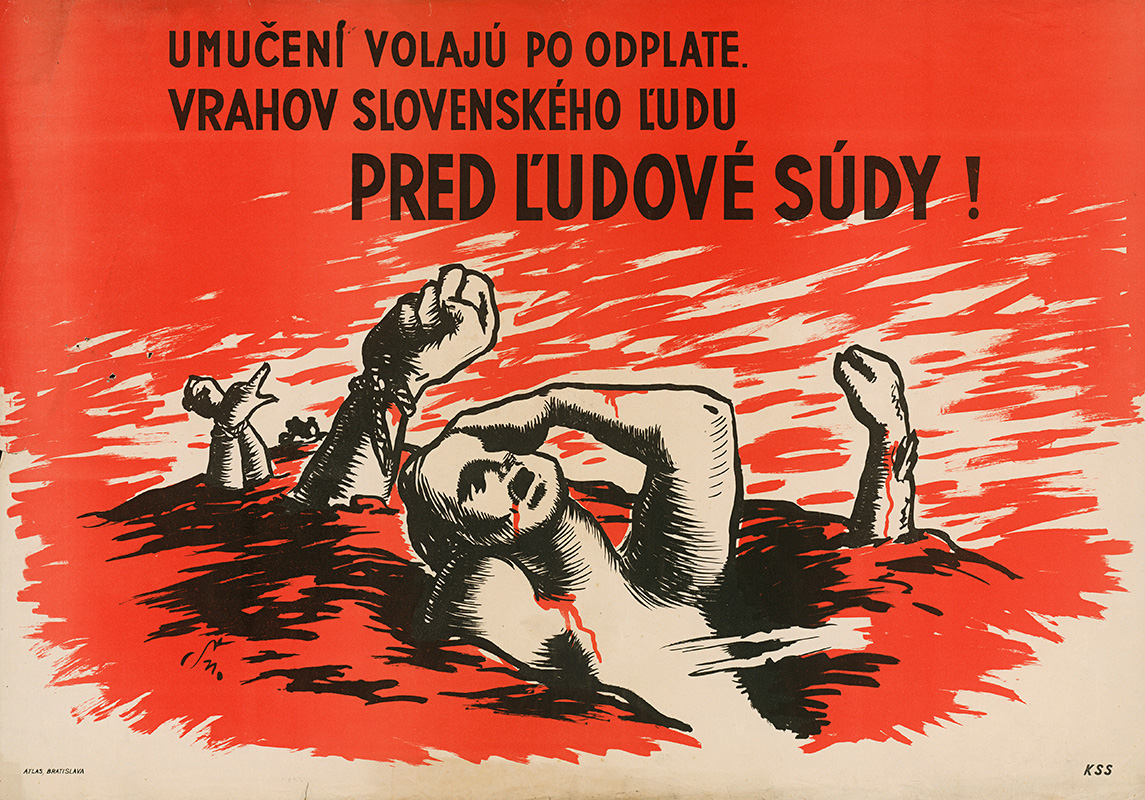 UMUČENÍ VOLAJÚ PO ODPLATE.
VRAHOV SLOVENSKÉHO ĽUDU
PRED ĽUDOVÉ SÚDY !
ATLAS, BRATISLAVA
KSS